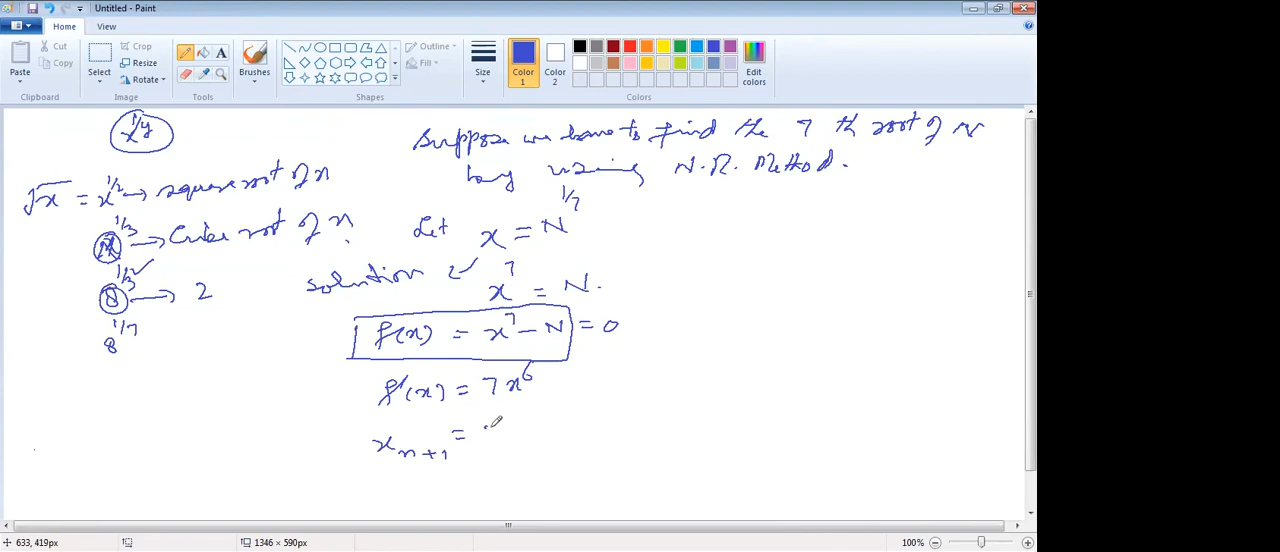 Untitled - Paint
Home View
Paste
Cut
Copy
Clipboard
Select
Crop
Resize
Rotate
Image
Tools
Brushes
Shapes
Outline
Fill
Size
Color 1
Color 2
Edit colors
Colors
x^1/y
√x = x^1/2 → square root of x
x^1/3 → Cube root of x.
8^1/3 → 2
8^1/7
Suppose we have to find the 7 th root of N
by using N.R. Method.
Let x = N^1/7
solution x^7 = N.
f(x) = x^7 - N = 0
f'(x) = 7x^6
x_n+1 =
633, 419px
1346 × 590px
100%